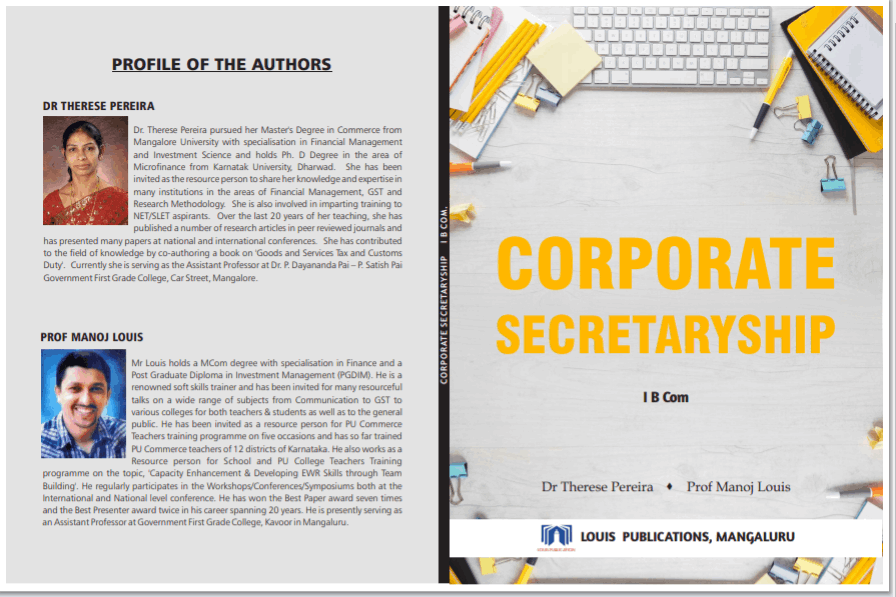 PROFILE OF THE AUTHORS
DR THERESE PEREIRA
Dr. Therese Pereira pursued her Master's Degree in Commerce from
Mangalore University with specialisation in Financial Management
and Investment Science and holds Ph. D Degree in the area of
Microfinance from Karnatak University, Dharwad. She has been
invited as the resource person to share her knowledge and expertise in
many institutions in the areas of Financial Management, GST and
Research Methodology. She is also involved in imparting training to
NET/SLET aspirants. Over the last 20 years of her teaching, she has
published a number of research articles in peer reviewed journals and
has presented many papers at national and international conferences. She has contributed
to the field of knowledge by co-authoring a book on 'Goods and Services Tax and Customs
Duty'. Currently she is serving as the Assistant Professor at Dr. P. Dayananda Pai – P. Satish Pai
Government First Grade College, Car Street, Mangalore.
PROF MANOJ LOUIS
Mr Louis holds a MCom degree with specialisation in Finance and a
Post Graduate Diploma in Investment Management (PGDIM). He is a
renowned soft skills trainer and has been invited for many resourceful
talks on a wide range of subjects from Communication to GST to
various colleges for both teachers & students as well as to the general
public. He has been invited as a resource person for PU Commerce
Teachers training programme on five occasions and has so far trained
PU Commerce teachers of 12 districts of Karnataka. He also works as a
Resource person for School and PU College Teachers Training
programme on the topic, 'Capacity Enhancement & Developing EWR Skills through Team
Building'. He regularly participates in the Workshops/Conferences/Symposiums both at the
International and National level conference. He has won the Best Paper award seven times
and the Best Presenter award twice in his career spanning 20 years. He is presently serving as
an Assistant Professor at Government First Grade College, Kavoor in Mangaluru.
CORPORATE SECRETARYSHIP I B COM.
CORPORATE
SECRETARYSHIP
I B Com
Dr Therese Pereira ♦ Prof Manoj Louis
LOUIS PUBLICATIONS, MANGALURU